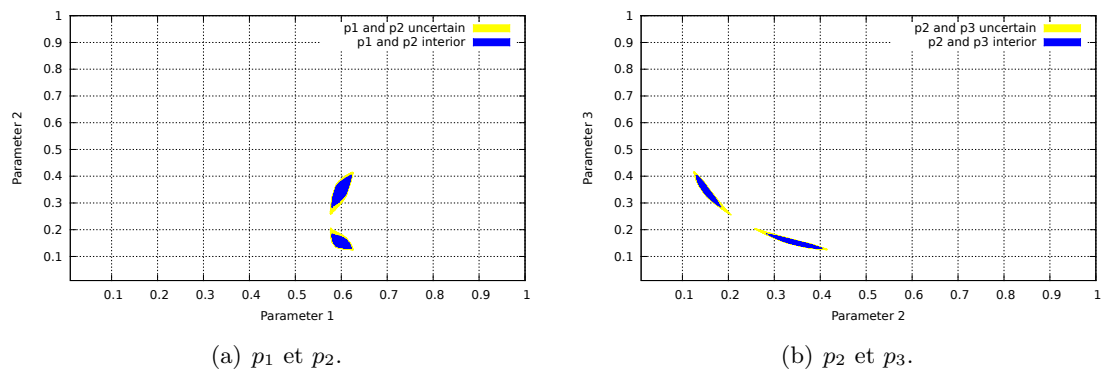 1
0.9
0.8
0.7
0.6
0.5
0.4
0.3
0.2
0.1
Parameter 2
p1 and p2 uncertain
p1 and p2 interior
0.1 0.2 0.3 0.4 0.5 0.6 0.7 0.8 0.9 1
Parameter 1
(a) p1 et p2.
1
0.9
0.8
0.7
0.6
0.5
0.4
0.3
0.2
0.1
Parameter 3
p2 and p3 uncertain
p2 and p3 interior
0.1 0.2 0.3 0.4 0.5 0.6 0.7 0.8 0.9 1
Parameter 2
(b) p2 et p3.